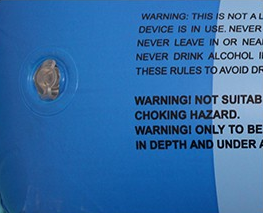 WARNING: THIS IS NOT A L
DEVICE IS IN USE. NEVER
NEVER LEAVE IN OR NEA
NEVER DRINK ALCOHOL I
THESE RULES TO AVOID DR
WARNING! NOT SUITAB
CHOKING HAZARD.
WARNING! ONLY TO BE
IN DEPTH AND UNDER A